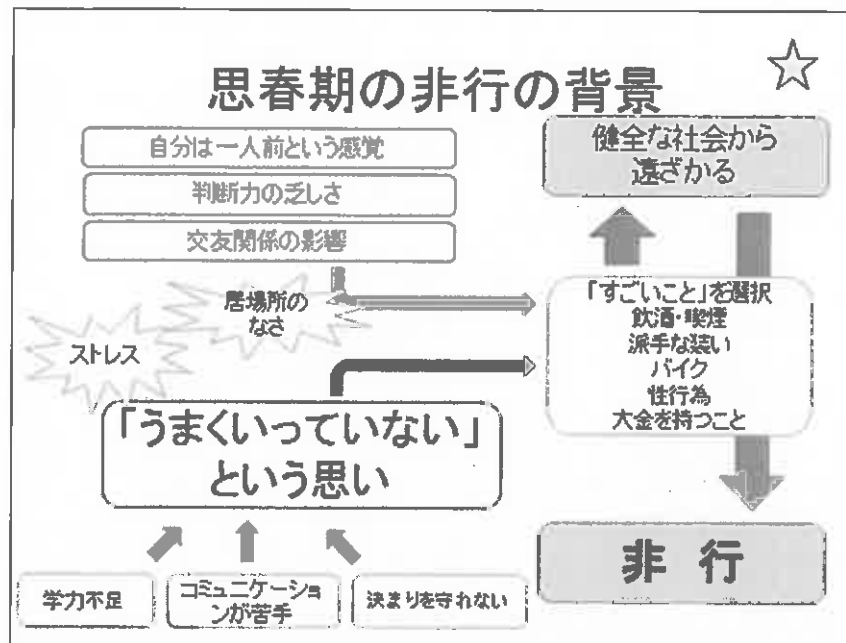 思春期の非行の背景
自分は一人前という感覚
判断力の乏しさ
交友関係の影響
居場所の
なさ
ストレス
「うまくいっていない」
という思い
学力不足
コミュニケーショ
ンが苦手
決まりを守れない
健全な社会から
遠ざかる
「すごいこと」を選択
飲酒・喫煙
派手な装い
バイク
性行為
大金を持つこと
非行